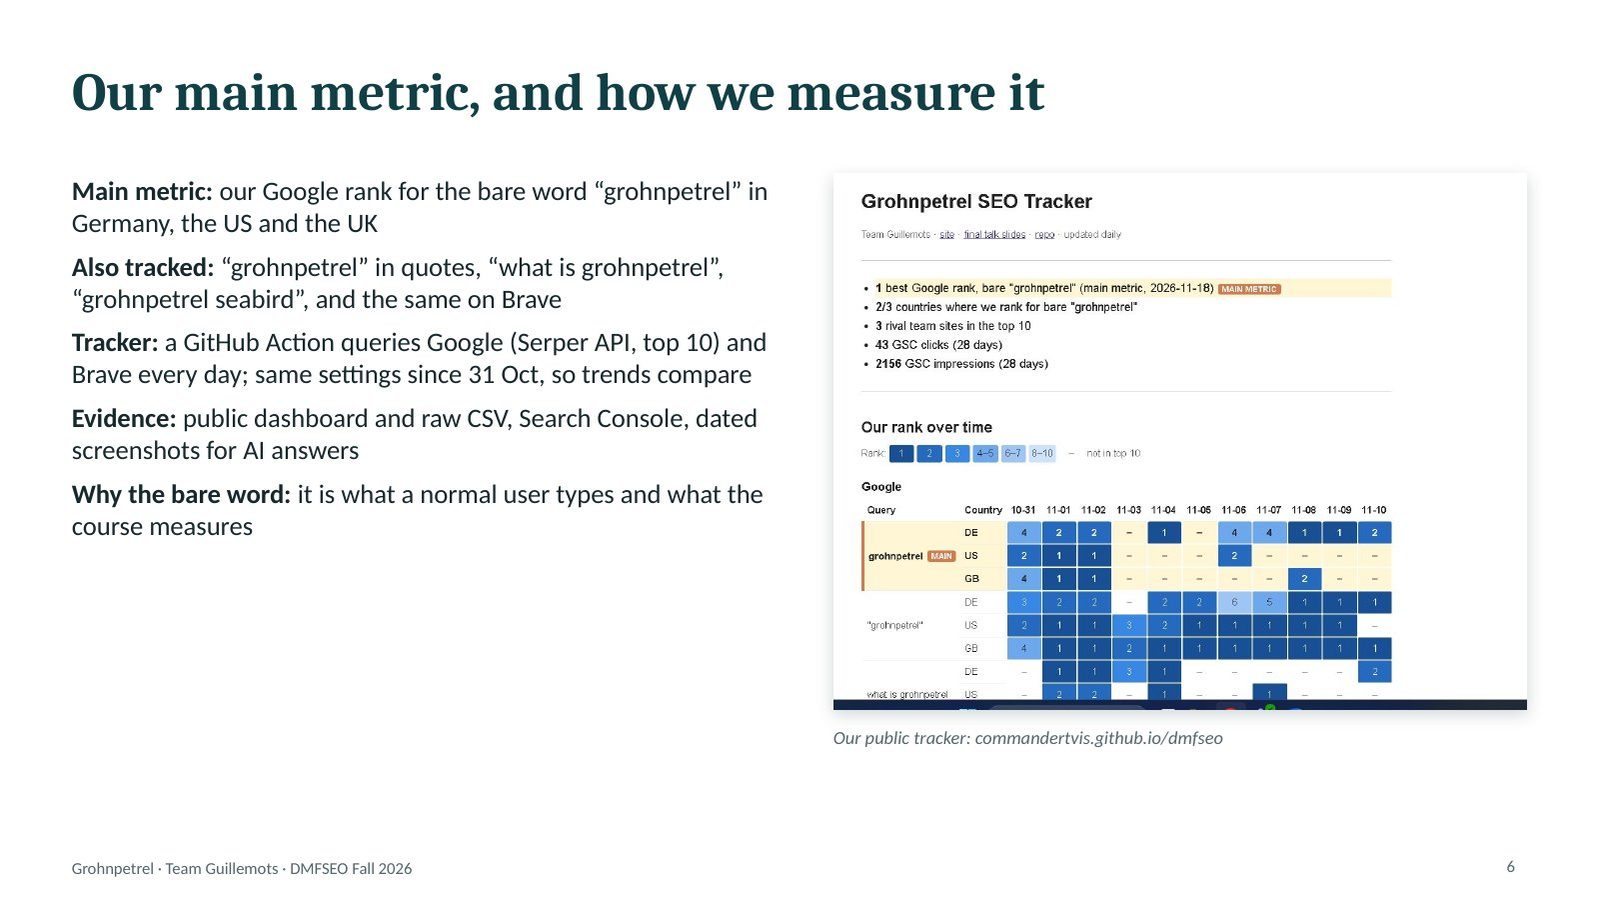 Our main metric, and how we measure it
Main metric: our Google rank for the bare word “grohnpetrel” in
Germany, the US and the UK
Also tracked: “grohnpetrel” in quotes, “what is grohnpetrel”,
“grohnpetrel seabird”, and the same on Brave
Tracker: a GitHub Action queries Google (Serper API, top 10) and
Brave every day; same settings since 31 Oct, so trends compare
Evidence: public dashboard and raw CSV, Search Console, dated
screenshots for AI answers
Why the bare word: it is what a normal user types and what the
course measures
Grohnpetrel SEO Tracker
Team Guillemots · site · final talk slides · repo · updated daily
• 1 best Google rank, bare "grohnpetrel" (main metric, 2026-11-18) MAIN METRIC
• 2/3 countries where we rank for bare "grohnpetrel"
• 3 rival team sites in the top 10
• 43 GSC clicks (28 days)
• 2156 GSC impressions (28 days)
Our rank over time
Rank: 1 2 3 4–5 6–7 8–10 – not in top 10
Google
Query Country 10-31 11-01 11-02 11-03 11-04 11-05 11-06 11-07 11-08 11-09 11-10
DE 4 2 2 – 1 – 4 4 1 1 2
grohnpetrel MAIN US 2 1 1 – – – 2 – – – –
GB 4 1 1 – – – – – 2 – –
DE 3 2 2 – 2 2 6 5 1 1 1
"grohnpetrel" US 2 1 1 3 2 1 1 1 1 1 –
GB 4 1 1 2 1 1 1 1 1 1 1
DE – 1 1 3 1 – – – – – 2
what is grohnpetrel US – 2 2 – 1 – – 1 – – –
Our public tracker: commandertvis.github.io/dmfseo
Grohnpetrel · Team Guillemots · DMFSEO Fall 2026
6